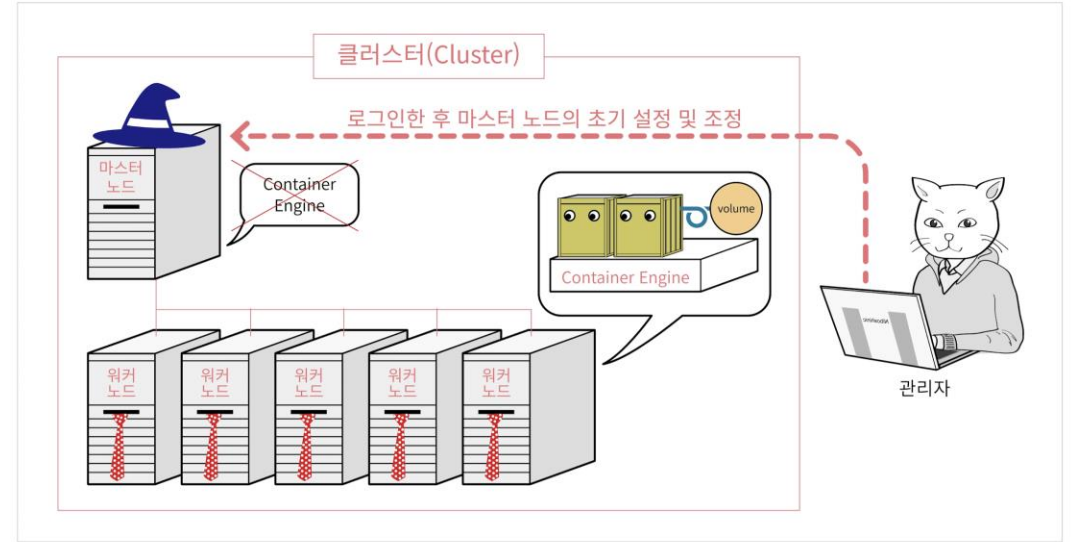 클러스터(Cluster)
로그인한 후 마스터 노드의 초기 설정 및 조정
마스터
노드
Container
Engine
volume
Container Engine
워커
노드
워커
노드
워커
노드
워커
노드
워커
노드
관리자